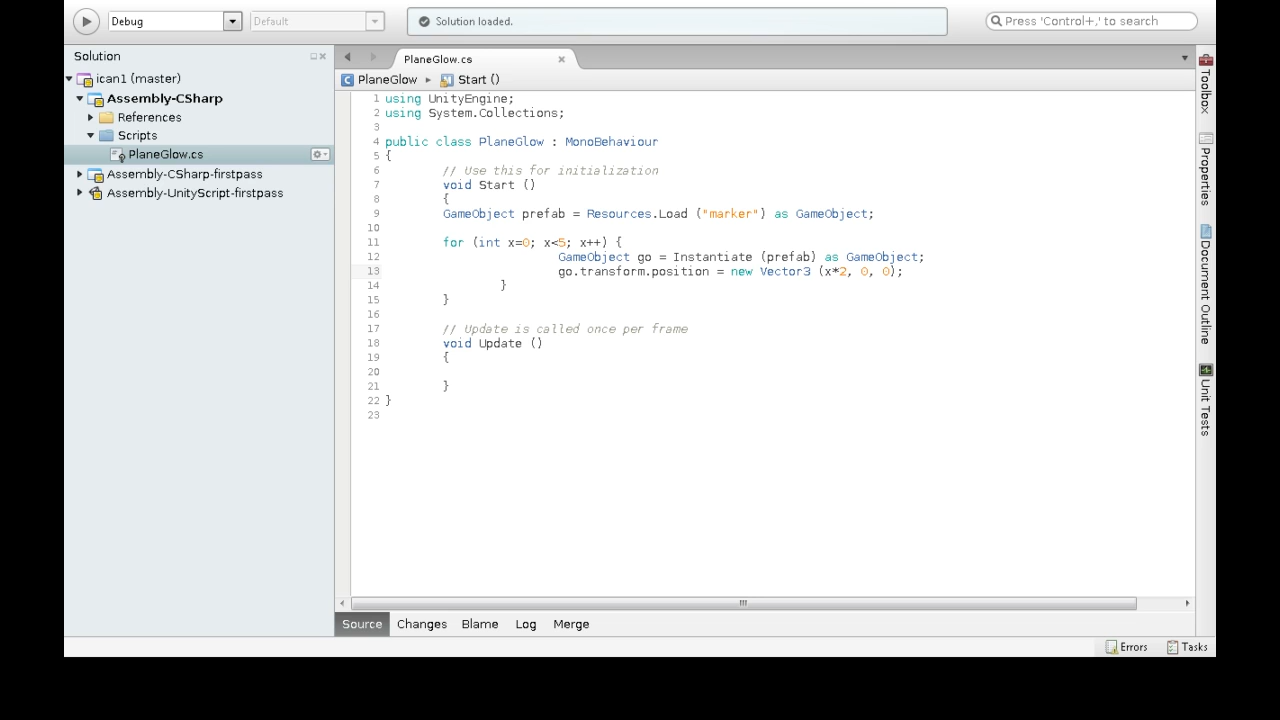 Debug
Default
Solution loaded.
Press 'Control+,' to search
Solution
ican1 (master)
Assembly-CSharp
References
Scripts
PlaneGlow.cs
Assembly-CSharp-firstpass
Assembly-UnityScript-firstpass
PlaneGlow.cs
PlaneGlow
Start ()
1 using UnityEngine;
2 using System.Collections;
3
4 public class PlaneGlow : MonoBehaviour
5 {
6 // Use this for initialization
7 void Start ()
8 {
9 GameObject prefab = Resources.Load ("marker") as GameObject;
10
11 for (int x=0; x<5; x++) {
12 GameObject go = Instantiate (prefab) as GameObject;
13 go.transform.position = new Vector3 (x*2, 0, 0);
14 }
15 }
16
17 // Update is called once per frame
18 void Update ()
19 {
20
21 }
22 }
23
Toolbox
Properties
Document Outline
Unit Tests
Source
Changes
Blame
Log
Merge
Errors
Tasks